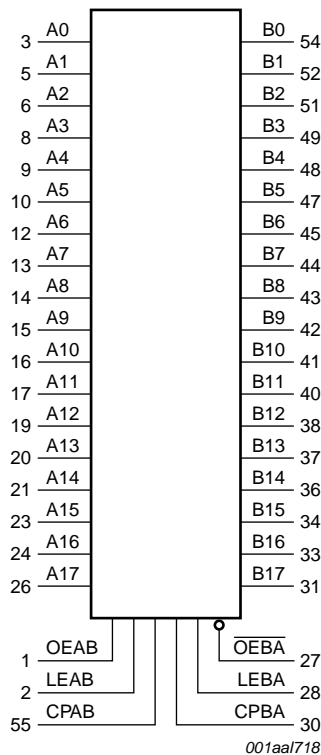 3 A0 B0 54
5 A1 B1 52
6 A2 B2 51
8 A3 B3 49
9 A4 B4 48
10 A5 B5 47
12 A6 B6 45
13 A7 B7 44
14 A8 B8 43
15 A9 B9 42
16 A10 B10 41
17 A11 B11 40
19 A12 B12 38
20 A13 B13 37
21 A14 B14 36
23 A15 B15 34
24 A16 B16 33
26 A17 B17 31
1 OEAB O̅E̅B̅A̅ 27
2 LEAB LEBA 28
55 CPAB CPBA 30
001aal718